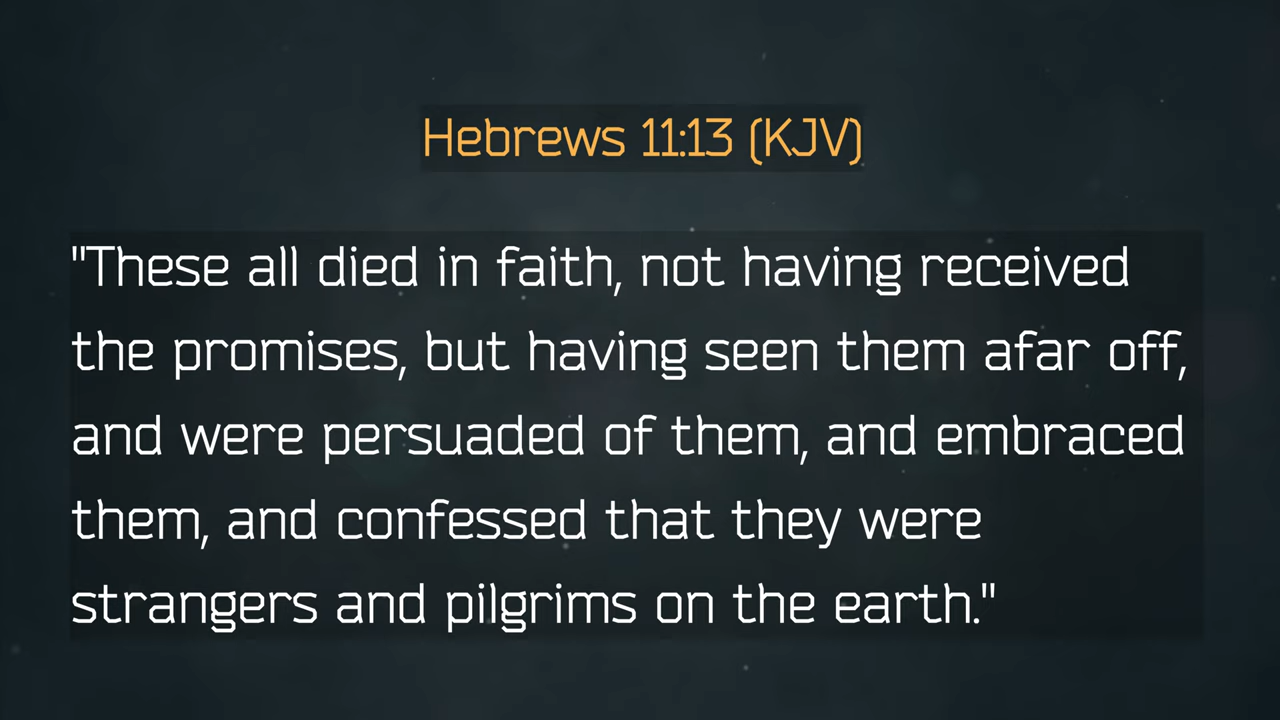 Hebrews 11:13 (KJV)
"These all died in faith, not having received
the promises, but having seen them afar off,
and were persuaded of them, and embraced
them, and confessed that they were
strangers and pilgrims on the earth."